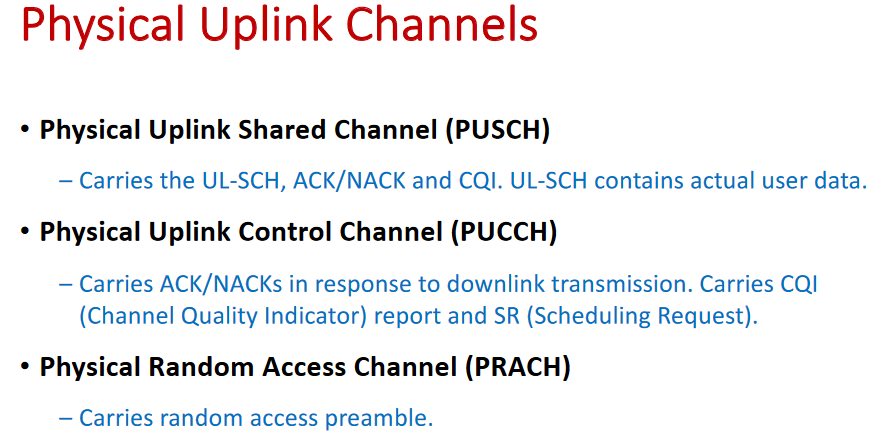 Physical Uplink Channels
• Physical Uplink Shared Channel (PUSCH)
– Carries the UL-SCH, ACK/NACK and CQI. UL-SCH contains actual user data.
• Physical Uplink Control Channel (PUCCH)
– Carries ACK/NACKs in response to downlink transmission. Carries CQI
(Channel Quality Indicator) report and SR (Scheduling Request).
• Physical Random Access Channel (PRACH)
– Carries random access preamble.